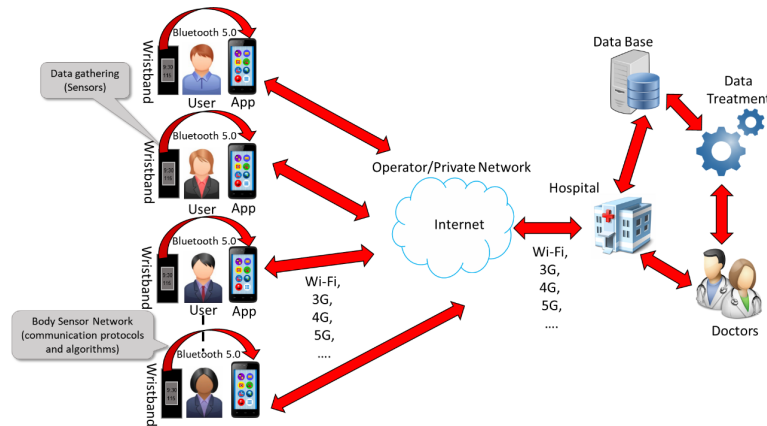 Bluetooth 5.0
Wristband
User
App
Data gathering
(Sensors)
Bluetooth 5.0
Wristband
User
App
Bluetooth 5.0
Wristband
User
App
Body Sensor Network
(communication protocols
and algorithms)
Bluetooth 5.0
Wristband
Operator/Private Network
Internet
Wi-Fi,
3G,
4G,
5G,
....
Wi-Fi,
3G,
4G,
5G,
....
Hospital
Data Base
Data
Treatment
Doctors